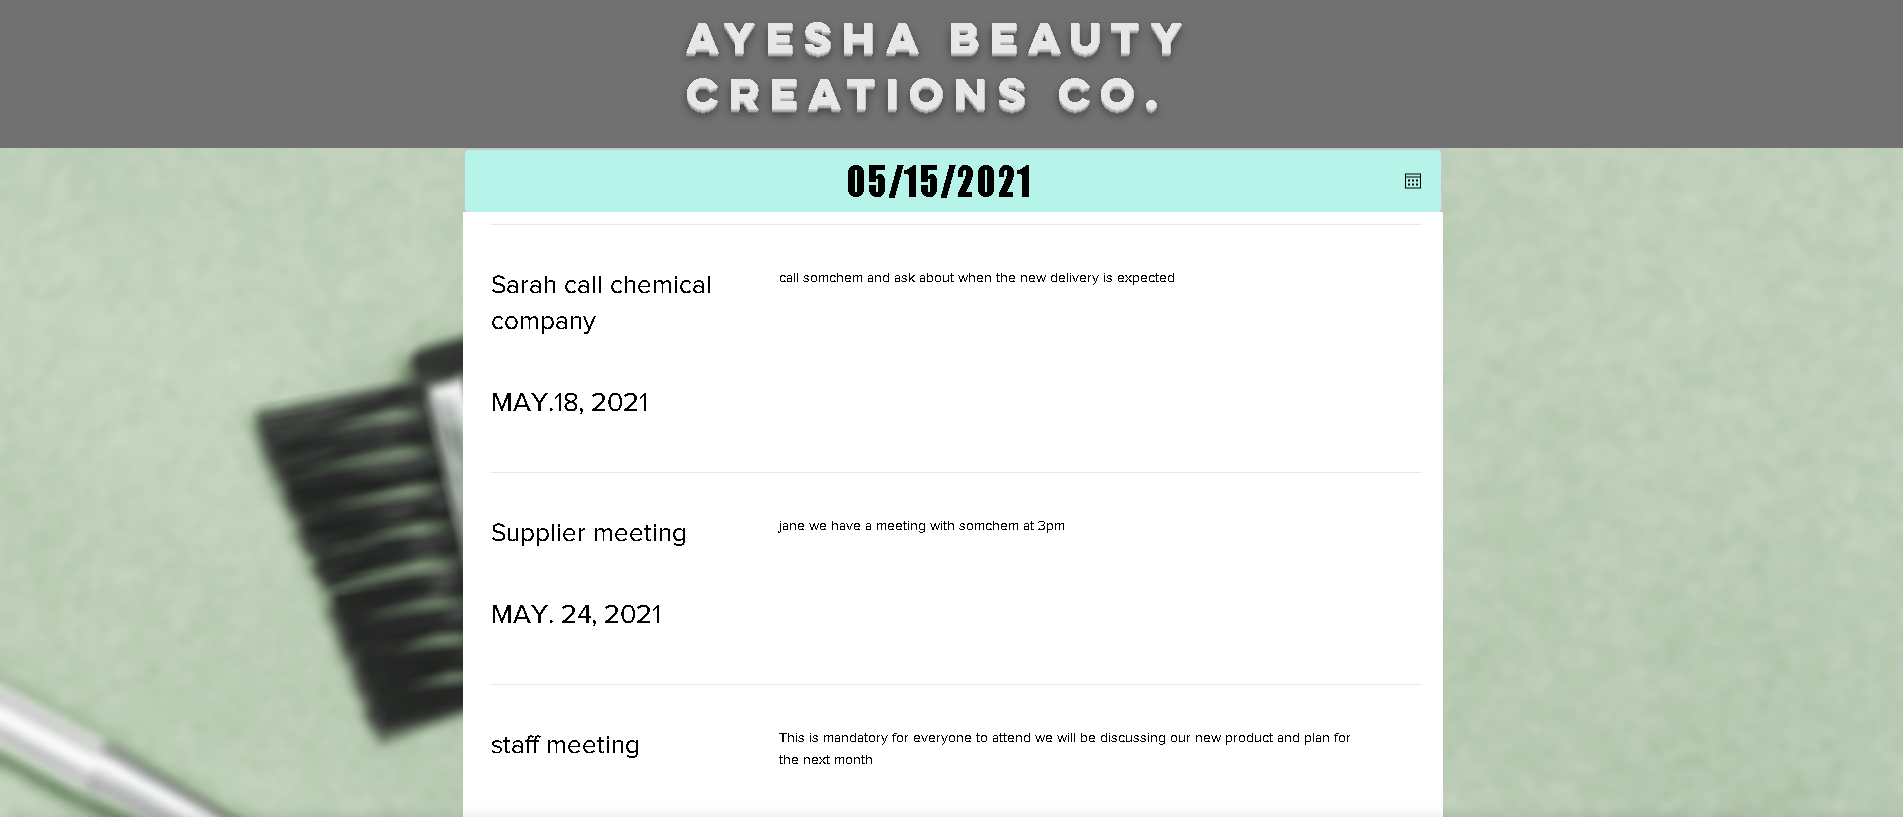 AYESHA BEAUTY
CREATIONS CO.
05/15/2021
Sarah call chemical
company
call somchem and ask about when the new delivery is expected
MAY.18, 2021
Supplier meeting
jane we have a meeting with somchem at 3pm
MAY. 24, 2021
staff meeting
This is mandatory for everyone to attend we will be discussing our new product and plan for
the next month